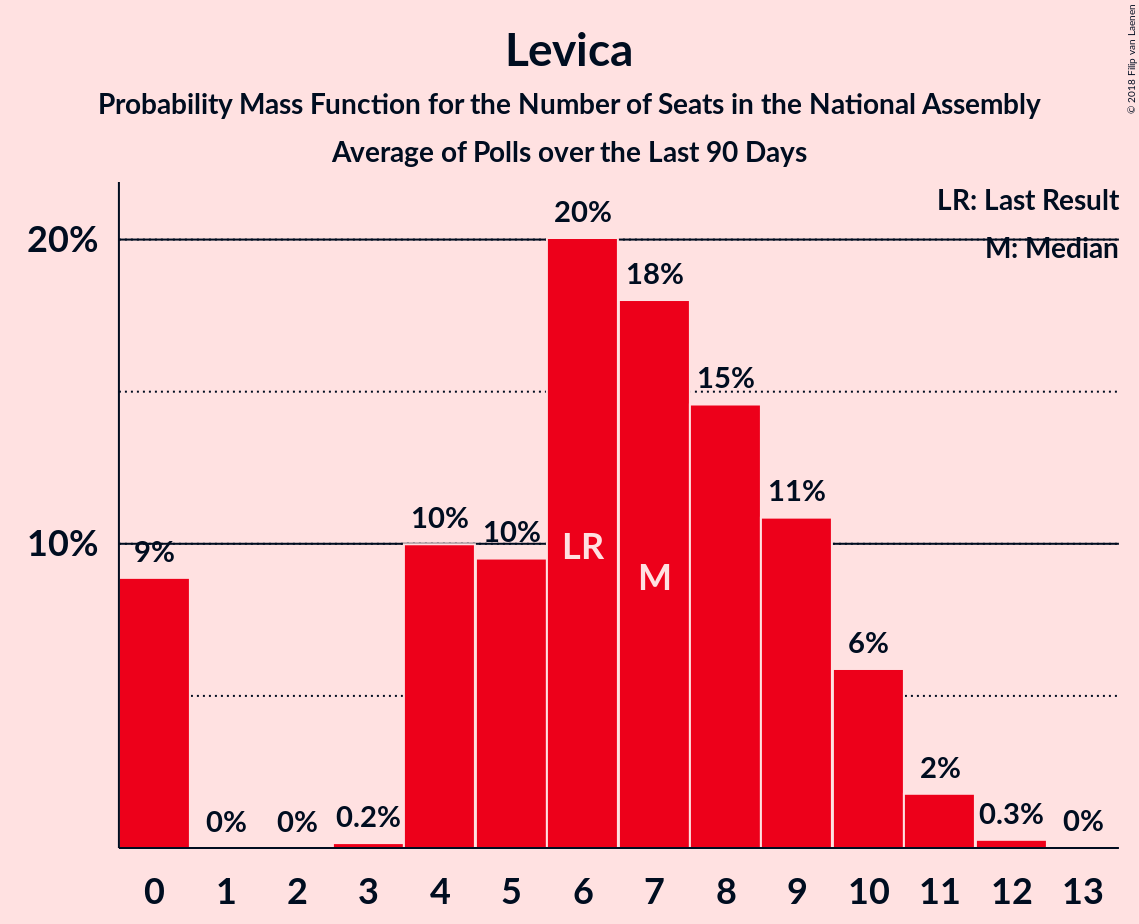 Levica
Probability Mass Function for the Number of Seats in the National Assembly
Average of Polls over the Last 90 Days
© 2018 Filip van Laenen
LR: Last Result
M: Median
20%
10%
9%
0%
0%
0.2%
10%
10%
20%
18%
15%
11%
6%
2%
0.3%
0%
LR
M
0 1 2 3 4 5 6 7 8 9 10 11 12 13